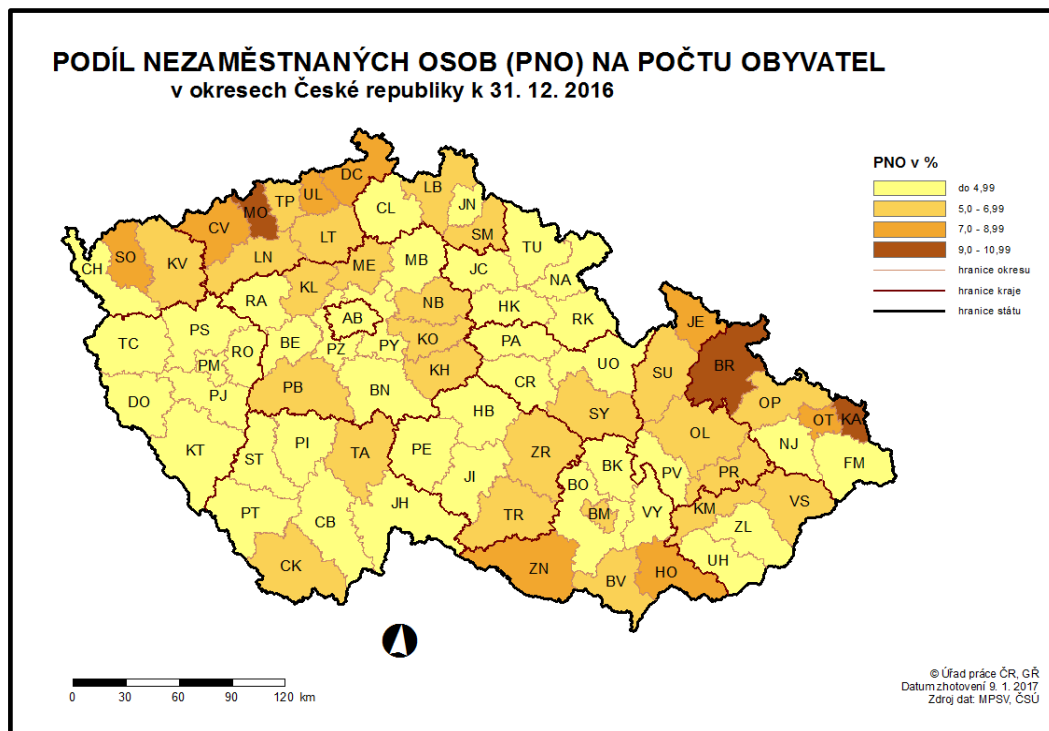 PODÍL NEZAMĚSTNANÝCH OSOB (PNO) NA POČTU OBYVATEL
v okresech České republiky k 31. 12. 2016
PNO v %
do 4,99
5,0 - 6,99
7,0 - 8,99
9,0 - 10,99
hranice okresu
hranice kraje
hranice státu
DC
LB
UL
JN
TP
MO
CL
CV
LT
SM
TU
SO
KV
LN
ME
MB
JC
CH
NA
KL
RA
NB
HK
AB
RK
JE
PS
BE
PZ
PY
KO
PA
TC
RO
PM
KH
UO
SU
BR
PB
BN
CR
PJ
DO
HB
SY
OP
OT
KA
OL
KT
ST
PI
TA
PE
ZR
NJ
FM
JI
BK
PV
PR
BO
VS
PT
CB
JH
TR
BM
VY
KM
ZL
CK
ZN
BV
HO
UH
0 30 60 90 120 km
© Úřad práce ČR, GŘ
Datum zhotovení 9. 1. 2017
Zdroj dat: MPSV, ČSÚ